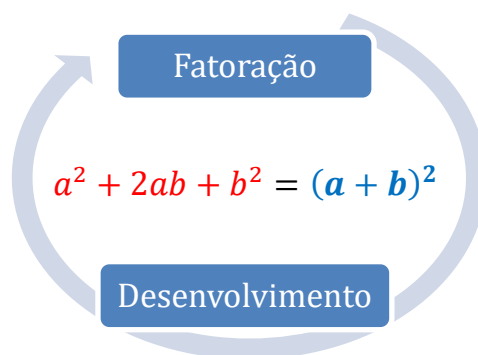 Fatoração
𝑎² + 2𝑎𝑏 + 𝑏² = (𝒂 + 𝒃)²
Desenvolvimento